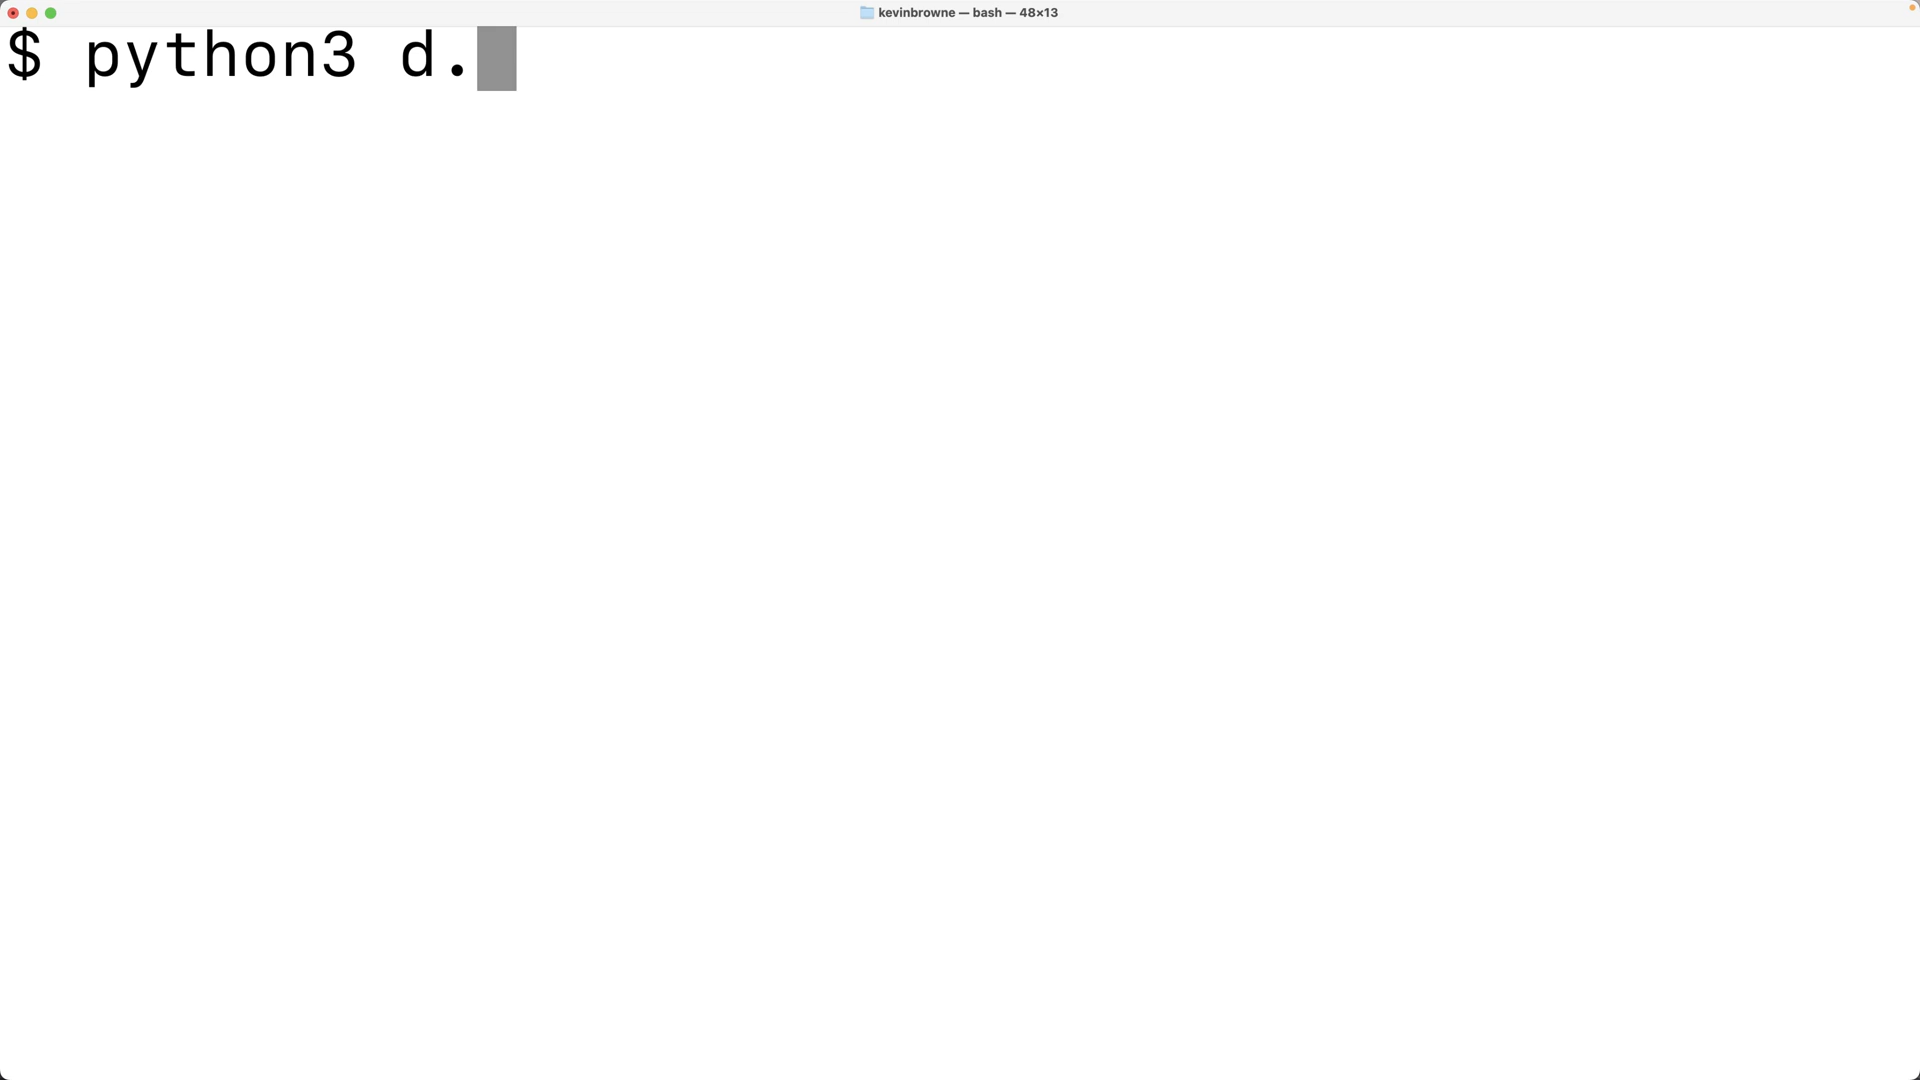 kevinbrowne — bash — 48×13
$ python3 d.